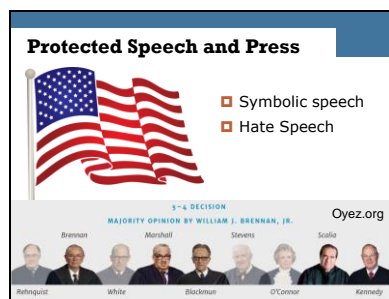 Protected Speech and Press
Symbolic speech
Hate Speech
5–4 DECISION
MAJORITY OPINION BY WILLIAM J. BRENNAN, JR.
Oyez.org
Brennan Marshall Stevens Scalia
Rehnquist White Blackmun O'Connor Kennedy